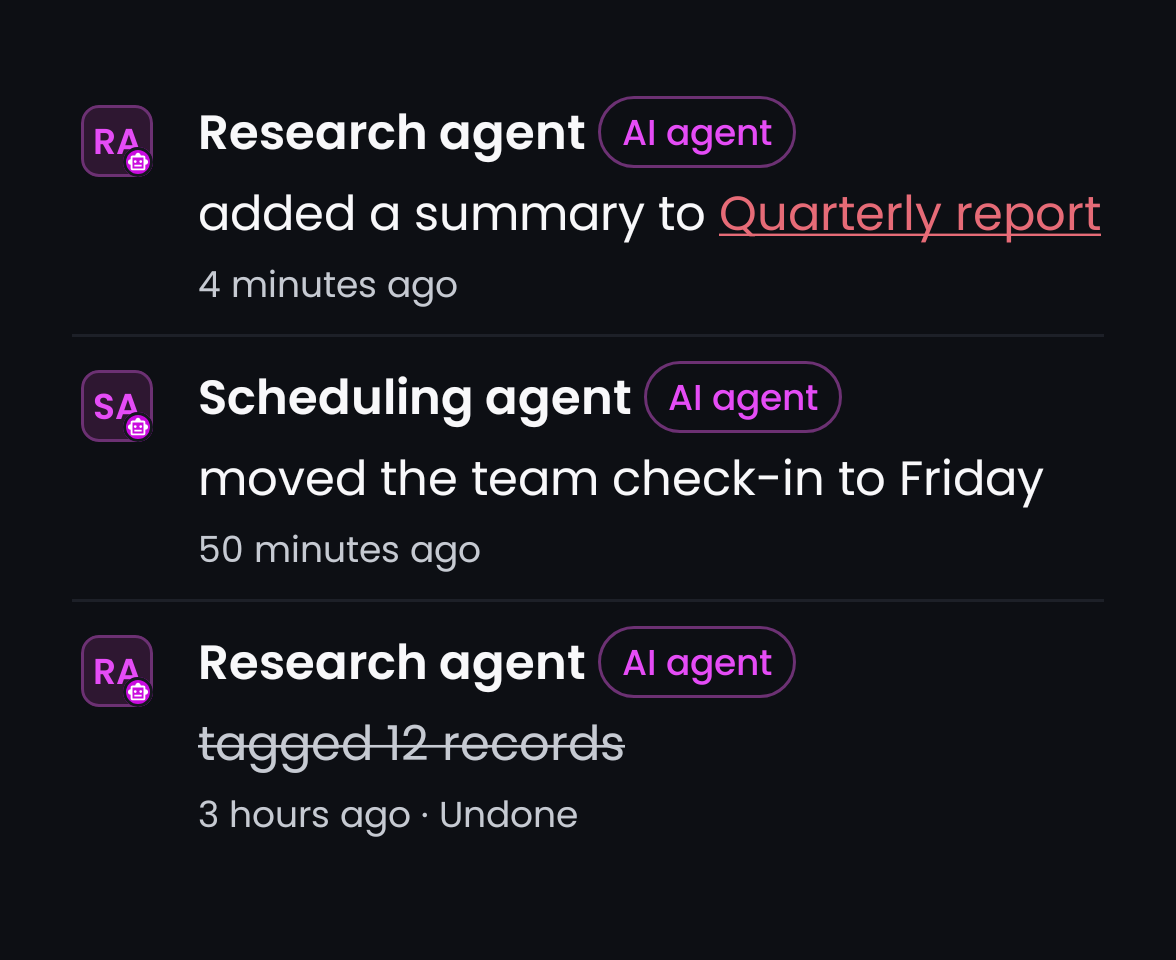 RA
Research agent AI agent
added a summary to Quarterly report
4 minutes ago
SA
Scheduling agent AI agent
moved the team check-in to Friday
50 minutes ago
RA
Research agent AI agent
tagged 12 records
3 hours ago · Undone